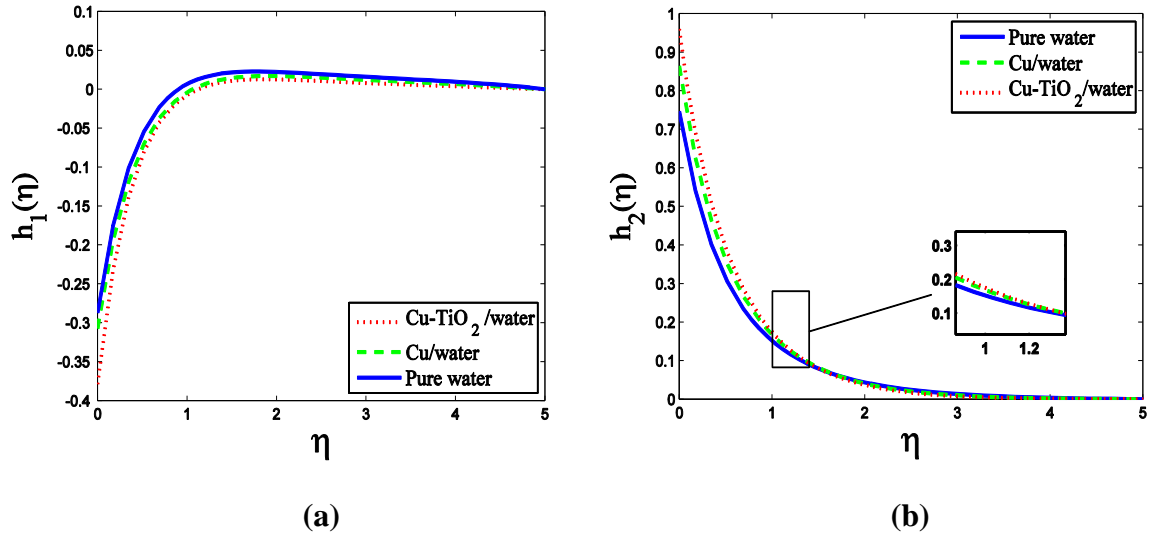 0.1
0.05
0
-0.05
-0.1
-0.15
-0.2
-0.25
-0.3
-0.35
-0.4
h1(η)
Cu-TiO2/water
Cu/water
Pure water
0 1 2 3 4 5
η
(a)
1
0.9
0.8
0.7
0.6
0.5
0.4
0.3
0.2
0.1
0
h2(η)
Pure water
Cu/water
Cu-TiO2/water
0.3
0.2
0.1
1 1.2
0 1 2 3 4 5
η
(b)